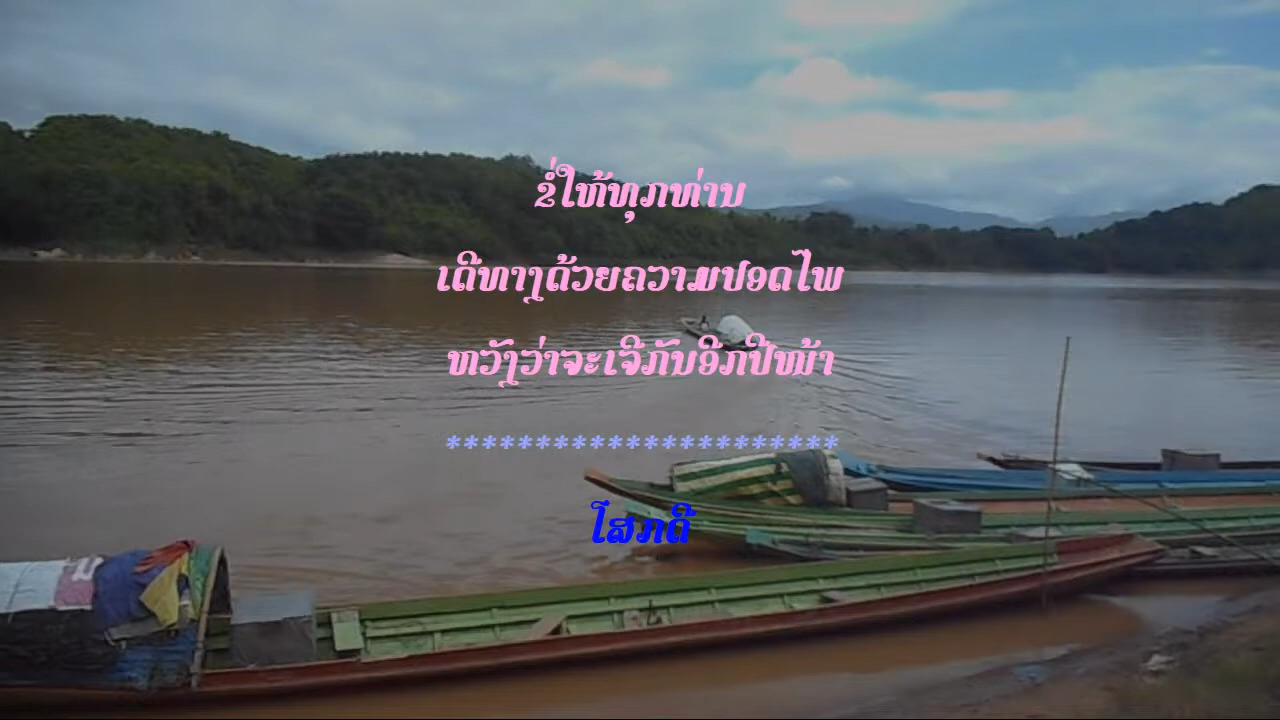 ຂໍ່ໃຫ້ທຸກທ່ານ
ເດີທາງດ້ວຍຄວາມປອດໄພ
ຫວັງວ່າຈະເຈີກັນອີກປີໜ້າ
**********************
ໂສກດີ